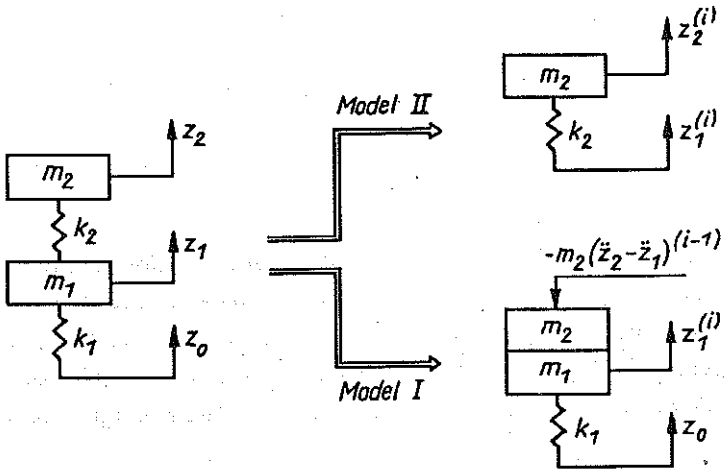 m₂
z₂
k₂
m₁
z₁
k₁
z₀
Model II
Model I
m₂
z₂⁽ⁱ⁾
k₂
z₁⁽ⁱ⁾
-m₂(z̈₂-z̈₁)⁽ⁱ⁻¹⁾
m₂
m₁
z₁⁽ⁱ⁾
k₁
z₀